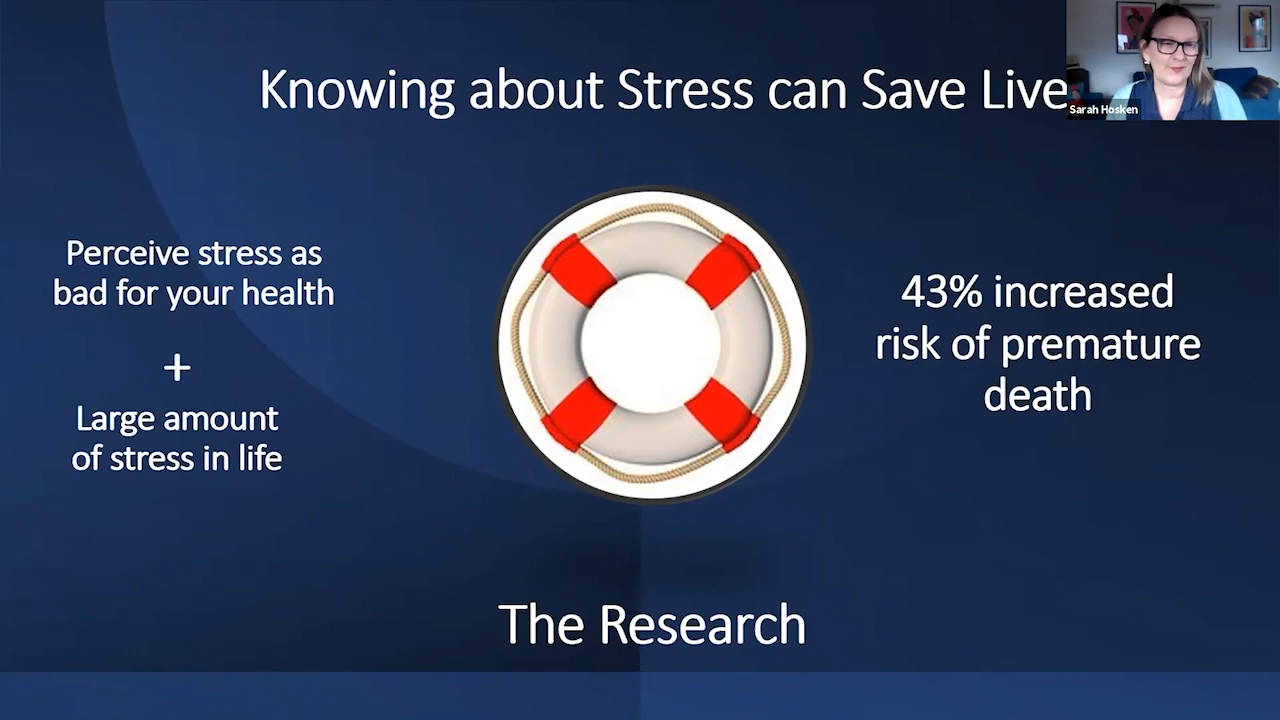 Knowing about Stress can Save Live
Sarah Hosken
Perceive stress as
bad for your health
+
Large amount
of stress in life
43% increased
risk of premature
death
The Research